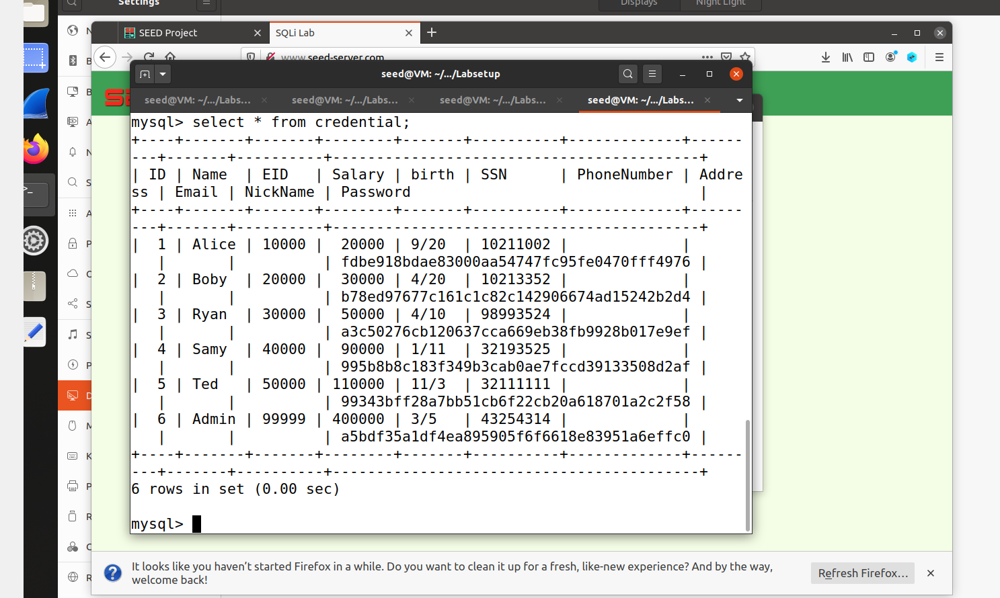 Settings
Displays
Night Light
SEED Project
SQLi Lab
www.seed-server.com
seed@VM: ~/.../Labsetup
seed@VM: ~/.../Labs...
seed@VM: ~/.../Labs...
seed@VM: ~/.../Labs...
seed@VM: ~/.../Labs...
mysql> select * from credential;
+----+-------+-------+--------+-------+----------+-------------+------
---+-------+----------+------------------------------------------+
| ID | Name  | EID   | Salary | birth | SSN      | PhoneNumber | Addre
ss | Email | NickName | Password                                 |
+----+-------+-------+--------+-------+----------+-------------+------
---+-------+----------+------------------------------------------+
|  1 | Alice | 10000 |  20000 | 9/20  | 10211002 |             |
   |       |          | fdbe918bdae83000aa54747fc95fe0470fff4976 |
|  2 | Boby  | 20000 |  30000 | 4/20  | 10213352 |             |
   |       |          | b78ed97677c161c1c82c142906674ad15242b2d4 |
|  3 | Ryan  | 30000 |  50000 | 4/10  | 98993524 |             |
   |       |          | a3c50276cb120637cca669eb38fb9928b017e9ef |
|  4 | Samy  | 40000 |  90000 | 1/11  | 32193525 |             |
   |       |          | 995b8b8c183f349b3cab0ae7fccd39133508d2af |
|  5 | Ted   | 50000 | 110000 | 11/3  | 32111111 |             |
   |       |          | 99343bff28a7bb51cb6f22cb20a618701a2c2f58 |
|  6 | Admin | 99999 | 400000 | 3/5   | 43254314 |             |
   |       |          | a5bdf35a1df4ea895905f6f6618e83951a6effc0 |
+----+-------+-------+--------+-------+----------+-------------+------
---+-------+----------+------------------------------------------+
6 rows in set (0.00 sec)
mysql>
It looks like you haven’t started Firefox in a while. Do you want to clean it up for a fresh, like-new experience? And by the way,
welcome back!
Refresh Firefox…